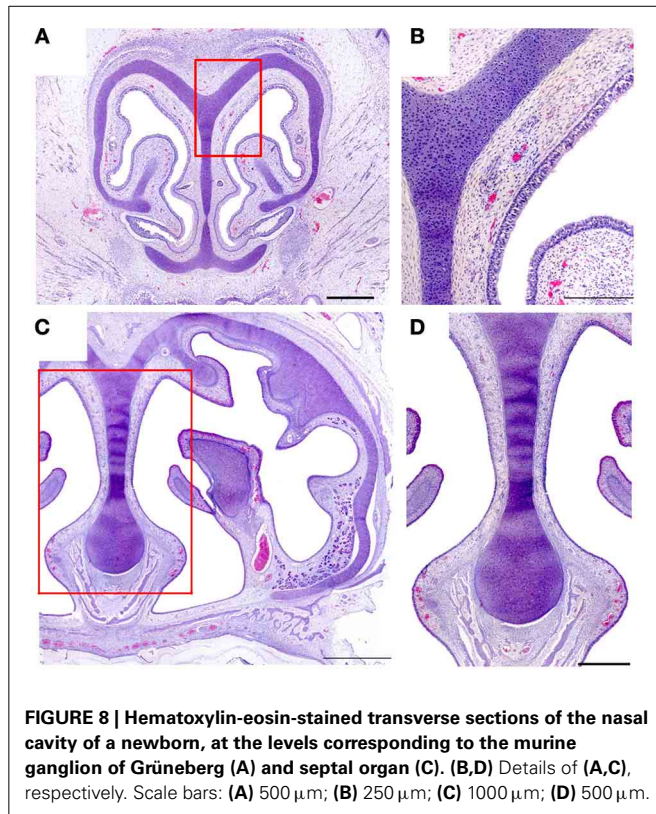 A
B
C
D
FIGURE 8 | Hematoxylin-eosin-stained transverse sections of the nasal
cavity of a newborn, at the levels corresponding to the murine
ganglion of Grüneberg (A) and septal organ (C). (B,D) Details of (A,C),
respectively. Scale bars: (A) 500 μm; (B) 250 μm; (C) 1000 μm; (D) 500 μm.